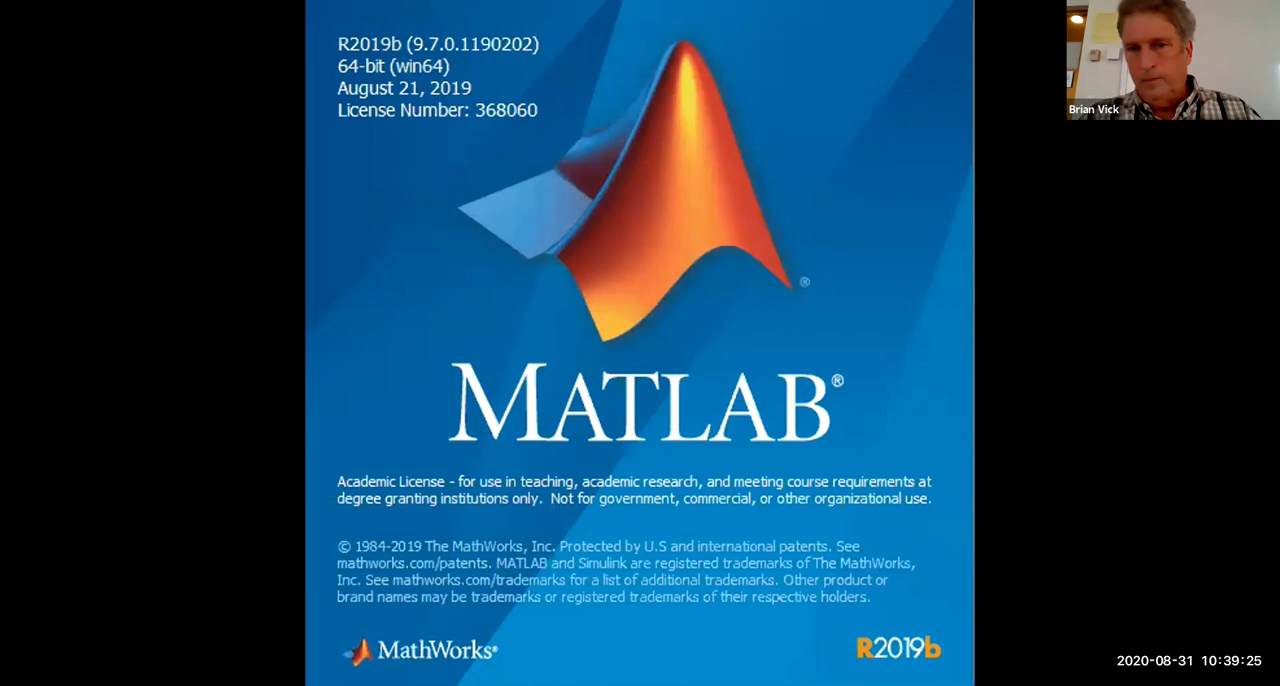 R2019b (9.7.0.1190202)
64-bit (win64)
August 21, 2019
License Number: 368060
Brian Vick
®
MATLAB®
Academic License - for use in teaching, academic research, and meeting course requirements at
degree granting institutions only. Not for government, commercial, or other organizational use.
© 1984-2019 The MathWorks, Inc. Protected by U.S and international patents. See
mathworks.com/patents. MATLAB and Simulink are registered trademarks of The MathWorks,
Inc. See mathworks.com/trademarks for a list of additional trademarks. Other product or
brand names may be trademarks or registered trademarks of their respective holders.
MathWorks®
R2019b
2020-08-31 10:39:25